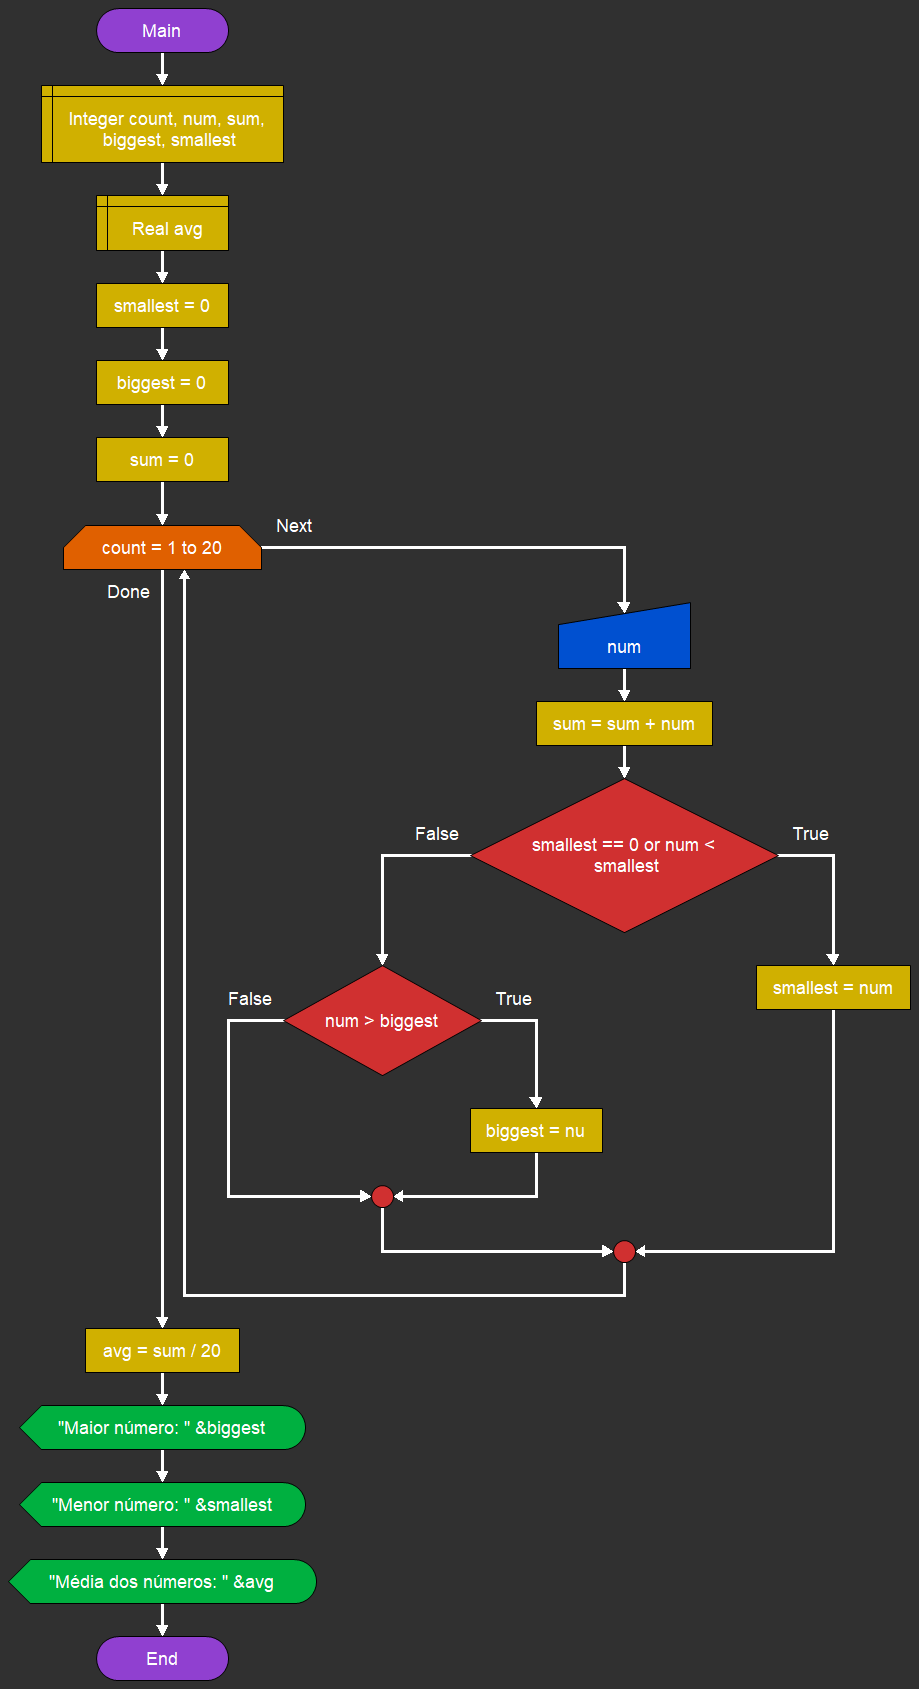 Main
Integer count, num, sum,
biggest, smallest
Real avg
smallest = 0
biggest = 0
sum = 0
count = 1 to 20
Next
Done
num
sum = sum + num
False
True
smallest == 0 or num <
smallest
smallest = num
False
True
num > biggest
biggest = nu
avg = sum / 20
"Maior número: " &biggest
"Menor número: " &smallest
"Média dos números: " &avg
End